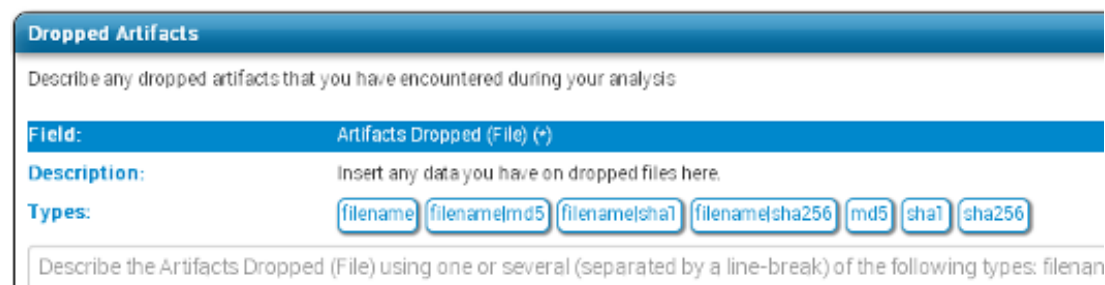 Dropped Artifacts
Describe any dropped artifacts that you have encountered during your analysis
Field: Artifacts Dropped (File) (*)
Description: Insert any data you have on dropped files here.
Types: filename filename|md5 filename|sha1 filename|sha256 md5 sha1 sha256
Describe the Artifacts Dropped (File) using one or several (separated by a line-break) of the following types: filenam